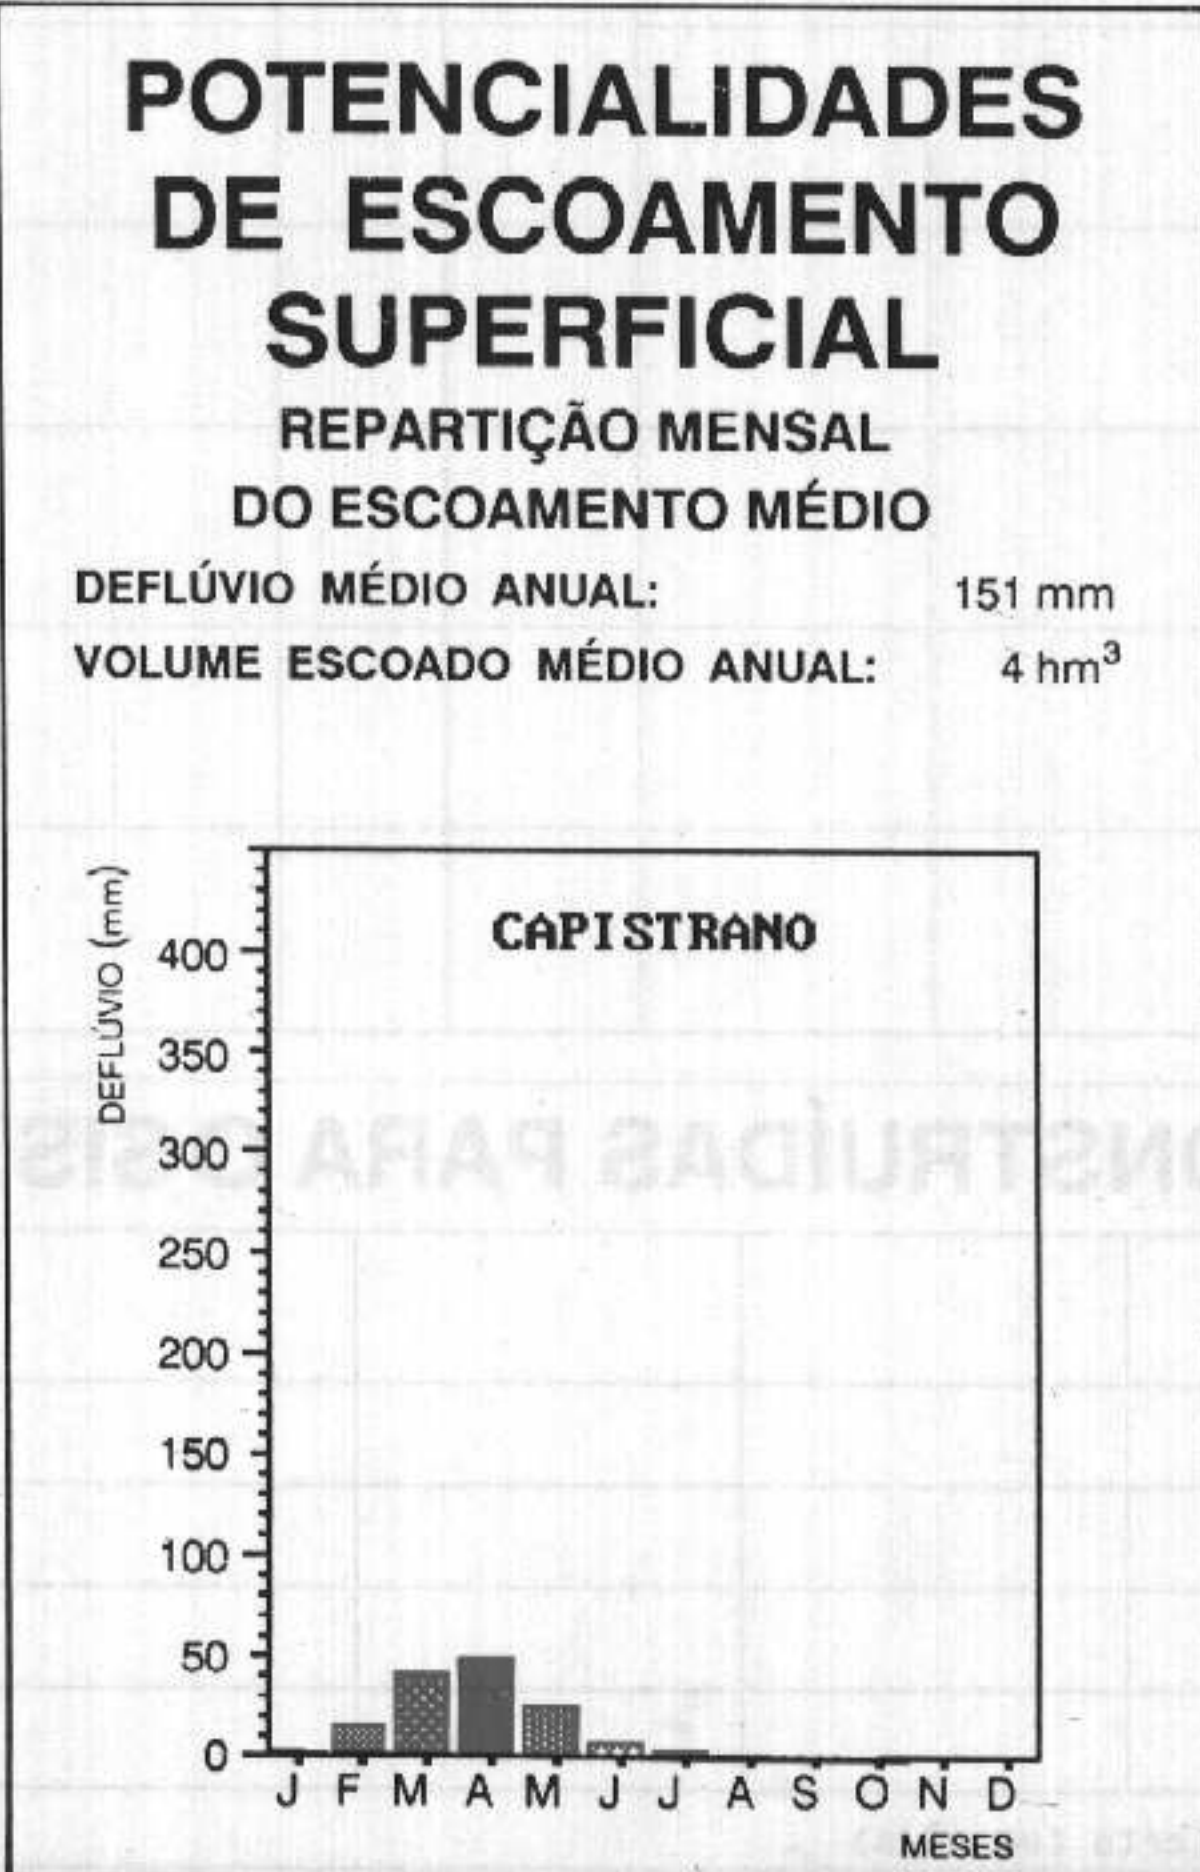 POTENCIALIDADES
DE ESCOAMENTO
SUPERFICIAL
REPARTIÇÃO MENSAL
DO ESCOAMENTO MÉDIO
DEFLÚVIO MÉDIO ANUAL: 151 mm
VOLUME ESCOADO MÉDIO ANUAL: 4 hm³
CAPISTRANO
DEFLÚVIO (mm)
400
350
300
250
200
150
100
50
0
J F M A M J J A S O N D
MESES